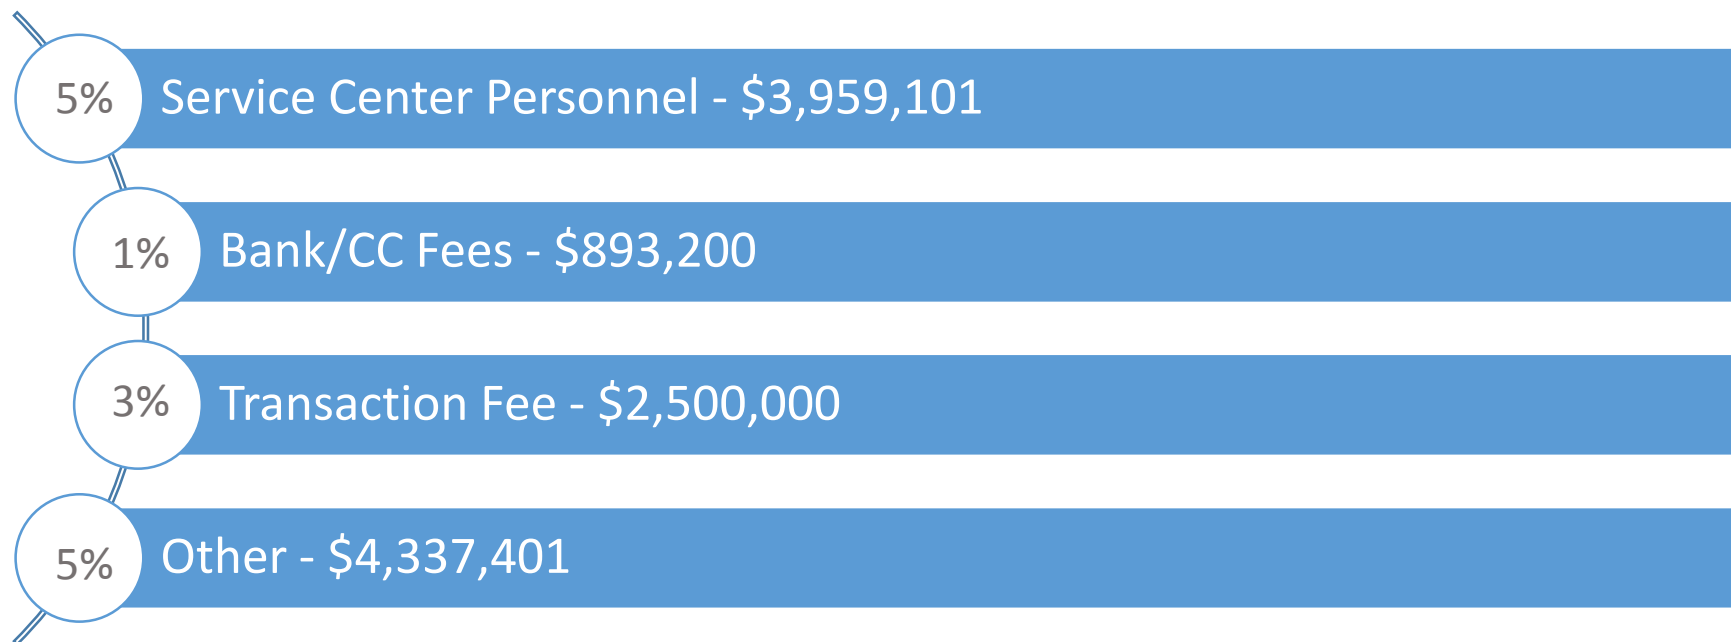 5% Service Center Personnel - $3,959,101
1% Bank/CC Fees - $893,200
3% Transaction Fee - $2,500,000
5% Other - $4,337,401